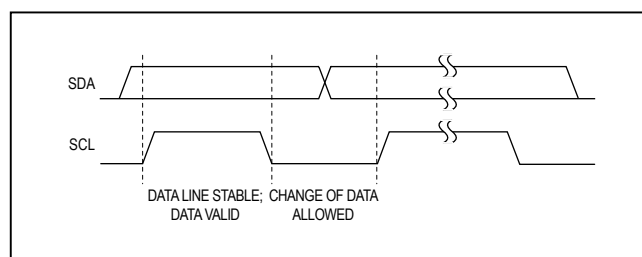 SDA
SCL
DATA LINE STABLE; CHANGE OF DATA
DATA VALID ALLOWED